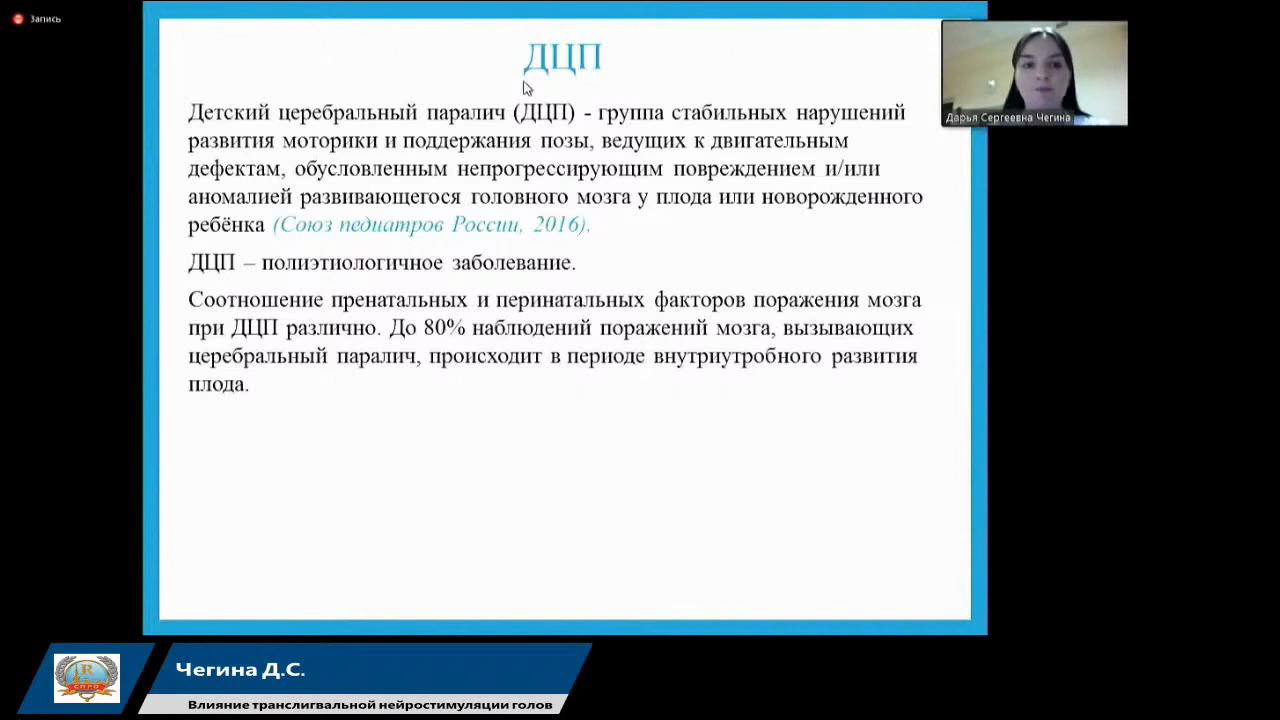 Запись
ДЦП
Детский церебральный паралич (ДЦП) - группа стабильных нарушений
развития моторики и поддержания позы, ведущих к двигательным
дефектам, обусловленным непрогрессирующим повреждением и/или
аномалией развивающегося головного мозга у плода или новорожденного
ребёнка (Союз педиатров России, 2016).
ДЦП – полиэтиологичное заболевание.
Соотношение пренатальных и перинатальных факторов поражения мозга
при ДЦП различно. До 80% наблюдений поражений мозга, вызывающих
церебральный паралич, происходит в периоде внутриутробного развития
плода.
Дарья Сергеевна Чегина
R
СПРО
Чегина Д.С.
Влияние транслигвальной нейростимуляции голов